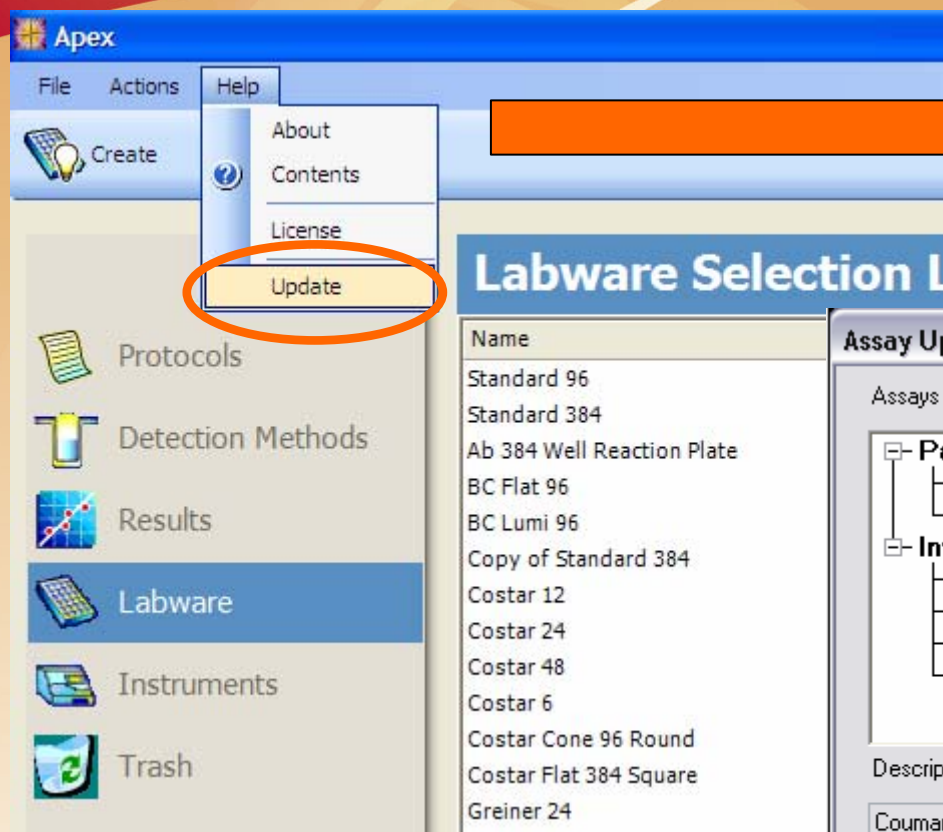 Apex
File Actions Help
Create
About
Contents
License
Update
Protocols
Detection Methods
Results
Labware
Instruments
Trash
Labware Selection L
Name
Standard 96
Standard 384
Ab 384 Well Reaction Plate
BC Flat 96
BC Lumi 96
Copy of Standard 384
Costar 12
Costar 24
Costar 48
Costar 6
Costar Cone 96 Round
Costar Flat 384 Square
Greiner 24
Assay Up
Assays
Pa
Descrip
Coumar